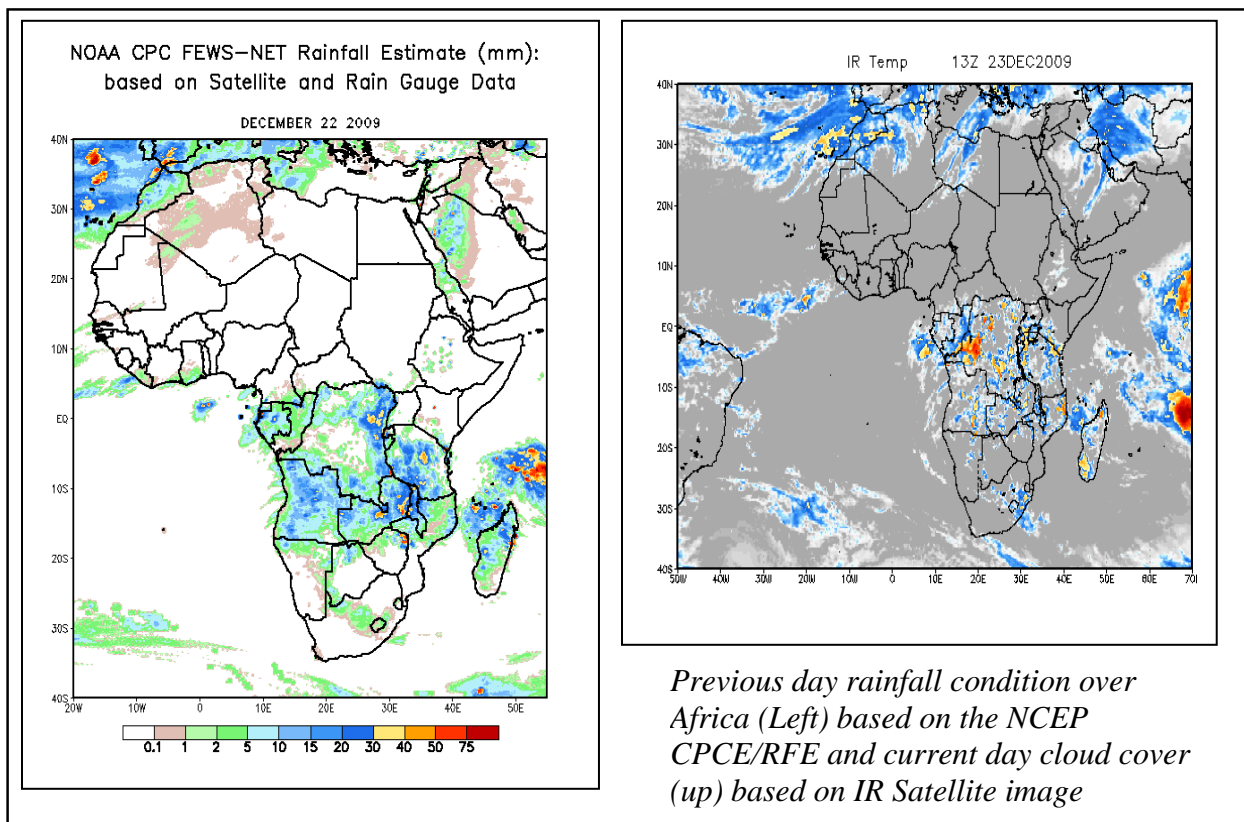 NOAA CPC FEWS-NET Rainfall Estimate (mm):
based on Satellite and Rain Gauge Data
DECEMBER 22 2009
40N
30N
20N
10N
EQ
10S
20S
30S
40S
20W 10W 0 10E 20E 30E 40E 50E
0.1 1 2 5 10 15 20 30 40 50 75
IR Temp 13Z 23DEC2009
40N
30N
20N
10N
EQ
10S
20S
30S
40S
50W 40W 30W 20W 10W 0 10E 20E 30E 40E 50E 60E 70E
Previous day rainfall condition over
Africa (Left) based on the NCEP
CPCE/RFE and current day cloud cover
(up) based on IR Satellite image